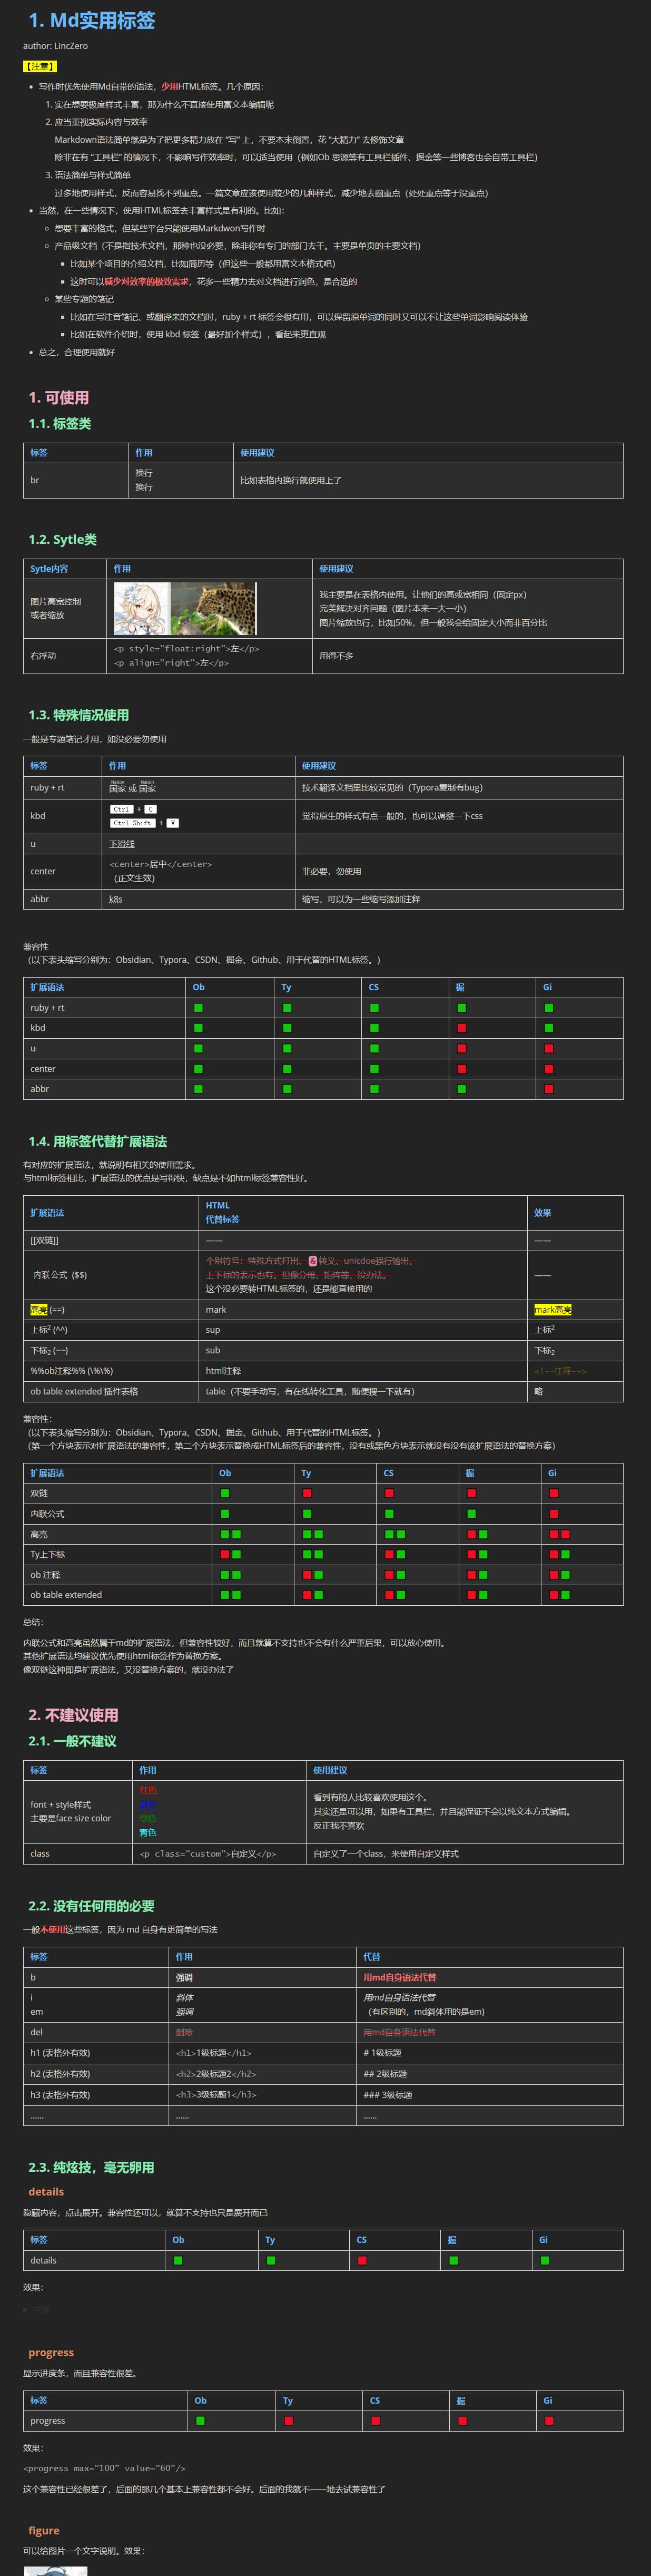 1. Md实用标签
author: LincZero
【注意】
• 写作时优先使用Md自带的语法，少用HTML标签。几个原因：
1. 实在想要极度样式丰富，那为什么不直接使用富文本编辑呢
2. 应当重视实际内容与效率
Markdown语法简单就是为了把更多精力放在 “写” 上，不要本末倒置，花 “大精力” 去修饰文章
除非在有 “工具栏” 的情况下，不影响写作效率时，可以适当使用（例如Ob 思源等有工具栏插件、掘金等一些博客也会自带工具栏）
3. 语法简单与样式简单
过多地使用样式，反而容易找不到重点。一篇文章应该使用较少的几种样式，减少地去圈重点（处处重点等于没重点）
• 当然，在一些情况下，使用HTML标签去丰富样式是有利的。比如：
◦ 想要丰富的格式，但某些平台只能使用Markdwon写作时
◦ 产品级文档（不是指技术文档，那种也没必要，除非你有专门的部门去干。主要是单页的主要文档）
▪ 比如某个项目的介绍文档，比如简历等（但这些一般都用富文本格式吧）
▪ 这时可以减少对效率的极致需求，花多一些精力去对文档进行润色，是合适的
◦ 某些专题的笔记
▪ 比如在写注音笔记、或翻译来的文档时，ruby + rt 标签会很有用，可以保留原单词的同时又可以不让这些单词影响阅读体验
▪ 比如在软件介绍时，使用 kbd 标签（最好加个样式），看起来更直观
• 总之，合理使用就好
1. 可使用
1.1. 标签类
标签 作用 使用建议
br 换行 比如表格内换行就使用上了
换行
1.2. Sytle类
Sytle内容 作用 使用建议
图片高宽控制
或者缩放
我主要是在表格内使用。让他们的高或宽相同（固定px）
完美解决对齐问题（图片本来一大一小）
图片缩放也行，比如50%，但一般我会给固定大小而非百分比
右浮动 <p style="float:right">左</p> 用得不多
<p align="right">左</p>
1.3. 特殊情况使用
一般是专题笔记才用，如没必要勿使用
标签 作用 使用建议
ruby + rt Nation 国家 或 Nation 国家 技术翻译文档里比较常见的（Typora复制有bug）
kbd Ctrl + C 觉得原生的样式有点一般的，也可以调整一下css
Ctrl Shift + V
u 下滑线
center <center>居中</center> 非必要，勿使用
（正文生效）
abbr k8s 缩写，可以为一些缩写添加注释
兼容性
（以下表头缩写分别为：Obsidian、Typora、CSDN、掘金、Github、用于代替的HTML标签。）
扩展语法 Ob Ty CS 掘 Gi
ruby + rt
kbd
u
center
abbr
1.4. 用标签代替扩展语法
有对应的扩展语法，就说明有相关的使用需求。
与html标签相比，扩展语法的优点是写得快，缺点是不如html标签兼容性好。
扩展语法 HTML 代替标签 效果
[[双链]] —— ——
内联公式 ($$) 个别符号：特殊方式打出、&转义、unicdoe强行输出。 ——
上下标的表示也有。但像分母、矩阵等，没办法。
这个没必要转HTML标签的，还是能直接用的
高亮 (==) mark mark高亮
上标2 (^^) sup 上标2
下标2 (~~) sub 下标2
%%ob注释%% (\%\%) html注释 <!--注释-->
ob table extended 插件表格 table（不要手动写，有在线转化工具，随便搜一下就有） 略
兼容性：
（以下表头缩写分别为：Obsidian、Typora、CSDN、掘金、Github、用于代替的HTML标签。）
（第一个方块表示对扩展语法的兼容性，第二个方块表示替换成HTML标签后的兼容性，没有或黑色方块表示就没有没有该扩展语法的替换方案）
扩展语法 Ob Ty CS 掘 Gi
双链
内联公式
高亮
Ty上下标
ob 注释
ob table extended
总结：
内联公式和高亮虽然属于md的扩展语法，但兼容性较好，而且就算不支持也不会有什么严重后果，可以放心使用。
其他扩展语法均建议优先使用html标签作为替换方案。
像双链这种即是扩展语法，又没替换方案的，就没办法了
2. 不建议使用
2.1. 一般不建议
标签 作用 使用建议
font + style样式
主要是face size color
红色
蓝色
绿色
青色
看到有的人比较喜欢使用这个。
其实还是可以用，如果有工具栏，并且能保证不会以纯文本方式编辑。
反正我不喜欢
class <p class="custom">自定义</p> 自定义了一个class，来使用自定义样式
2.2. 没有任何用的必要
一般不使用这些标签，因为 md 自身有更简单的写法
标签 作用 代替
b 强调 用md自身语法代替
i 斜体 用md自身语法代替
em 强调 （有区别的，md斜体用的是em)
del 删除 用md自身语法代替
h1 (表格外有效) <h1>1级标题</h1> # 1级标题
h2 (表格外有效) <h2>2级标题2</h2> ## 2级标题
h3 (表格外有效) <h3>3级标题1</h3> ### 3级标题
...... ...... ......
2.3. 纯炫技，毫无卵用
details
隐藏内容，点击展开。兼容性还可以，就算不支持也只是展开而已
标签 Ob Ty CS 掘 Gi
details
效果：
progress
显示进度条，而且兼容性很差。
标签 Ob Ty CS 掘 Gi
progress
效果：
<progress max="100" value="60"/>
这个兼容性已经很差了，后面的那几个基本上兼容性都不会好。后面的我就不一一地去试兼容性了
figure
可以给图片一个文字说明。效果：